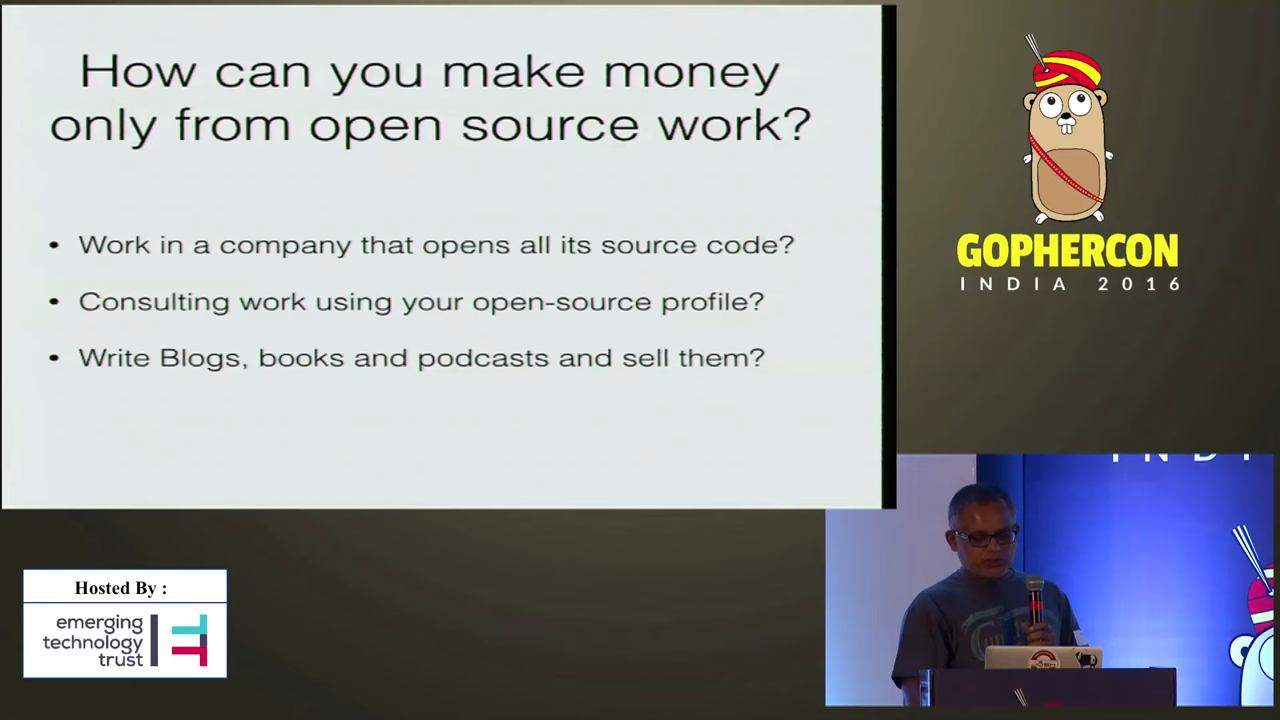 How can you make money
only from open source work?
• Work in a company that opens all its source code?
• Consulting work using your open-source profile?
• Write Blogs, books and podcasts and sell them?
GOPHERCON
INDIA 2016
Hosted By :
emerging
technology
trust